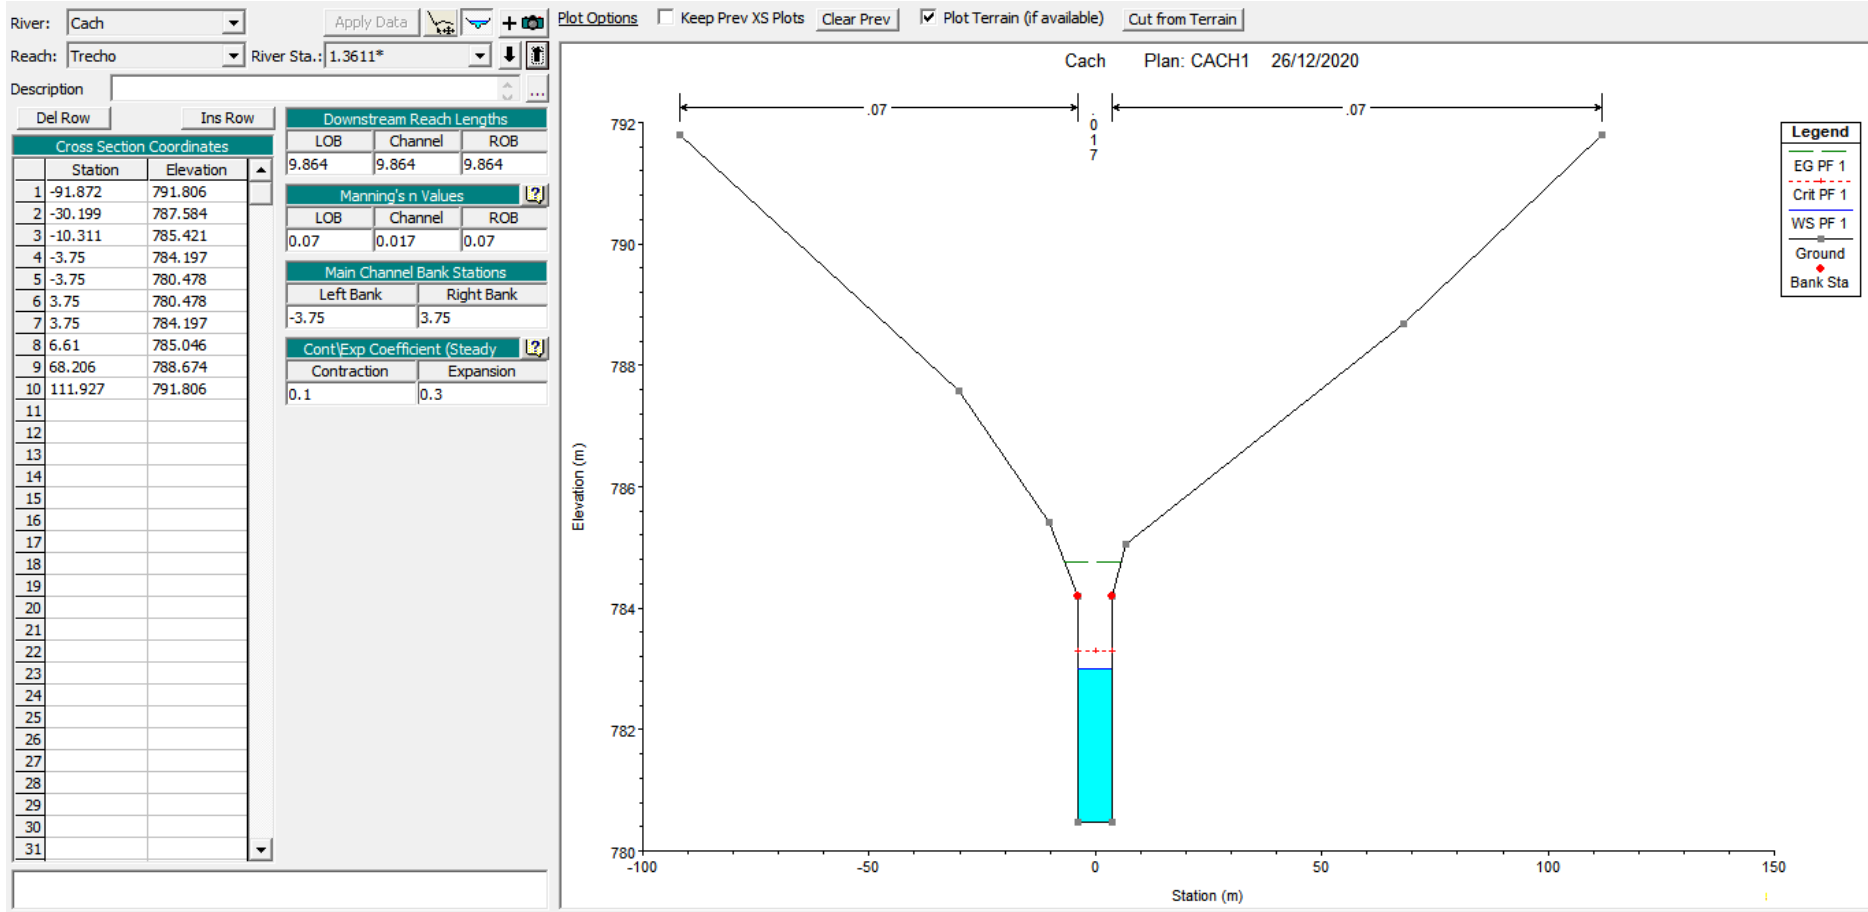 River: Cach Apply Data
Reach: Trecho River Sta.: 1.3611*
Description ...
Del Row Ins Row
Cross Section Coordinates
Station Elevation
1 -91.872 791.806
2 -30.199 787.584
3 -10.311 785.421
4 -3.75 784.197
5 -3.75 780.478
6 3.75 780.478
7 3.75 784.197
8 6.61 785.046
9 68.206 788.674
10 111.927 791.806
11
12
13
14
15
16
17
18
19
20
21
22
23
24
25
26
27
28
29
30
31
Downstream Reach Lengths
LOB Channel ROB
9.864 9.864 9.864
Manning's n Values
LOB Channel ROB
0.07 0.017 0.07
Main Channel Bank Stations
Left Bank Right Bank
-3.75 3.75
Cont\Exp Coefficient (Steady
Contraction Expansion
0.1 0.3
Plot Options Keep Prev XS Plots Clear Prev Plot Terrain (if available) Cut from Terrain
Cach Plan: CACH1 26/12/2020
.07 .017 .07
792
790
788
786
784
782
780
Elevation (m)
-100 -50 0 50 100 150
Station (m)
Legend
EG PF 1
Crit PF 1
WS PF 1
Ground
Bank Sta